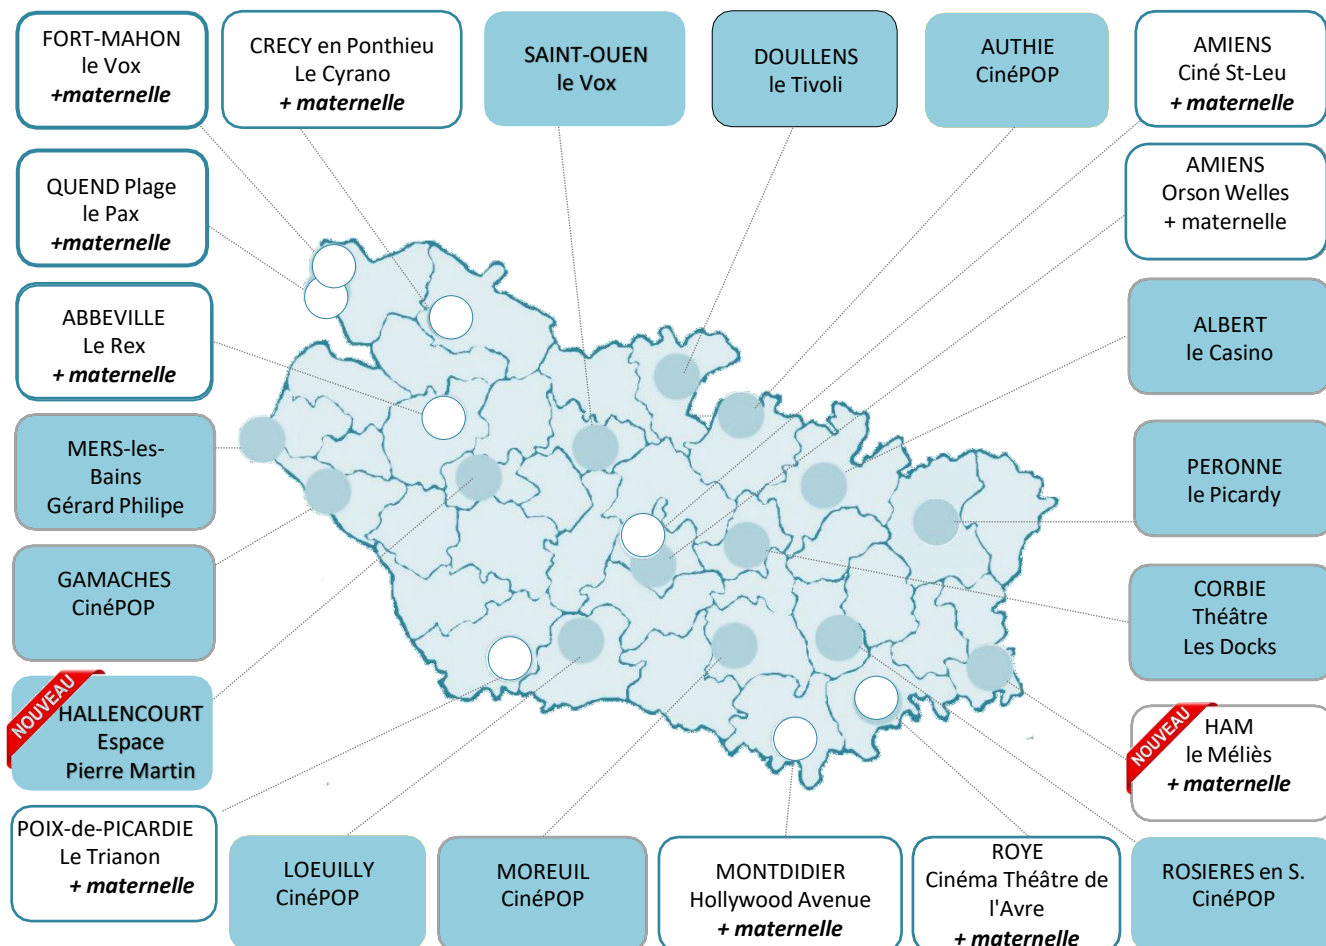 FORT-MAHON
le Vox
+maternelle
CRECY en Ponthieu
Le Cyrano
+ maternelle
SAINT-OUEN
le Vox
DOULLENS
le Tivoli
AUTHIE
CinéPOP
AMIENS
Ciné St-Leu
+ maternelle
QUEND Plage
le Pax
+maternelle
AMIENS
Orson Welles
+ maternelle
ABBEVILLE
Le Rex
+ maternelle
ALBERT
le Casino
MERS-les-
Bains
Gérard Philipe
PERONNE
le Picardy
GAMACHES
CinéPOP
CORBIE
Théâtre
Les Docks
NOUVEAU
HALLENCOURT
Espace
Pierre Martin
NOUVEAU
HAM
le Méliès
+ maternelle
POIX-de-PICARDIE
Le Trianon
+ maternelle
LOEUILLY
CinéPOP
MOREUIL
CinéPOP
MONTDIDIER
Hollywood Avenue
+ maternelle
ROYE
Cinéma Théâtre de
l'Avre
+ maternelle
ROSIERES en S.
CinéPOP